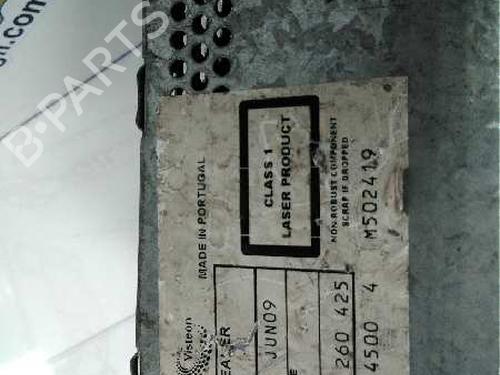 MADE IN PORTUGAL
CLASS 1
LASER PRODUCT
NON-ROBUST COMPONENT
SCRAP IF DROPPED
M502419
Visteon
JUN09
260 425
4500 4
B-PARTS